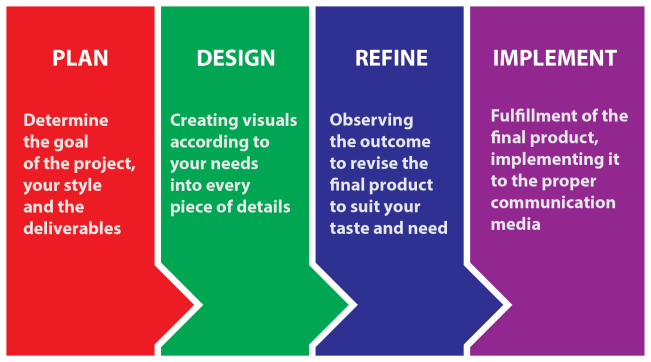 PLAN
Determine
the goal
of the project,
your style
and the
deliverables
DESIGN
Creating visuals
according to
your needs
into every
piece of details
REFINE
Observing
the outcome
to revise the
final product
to suit your
taste and need
IMPLEMENT
Fulfillment of the
final product,
implementing it
to the proper
communication
media